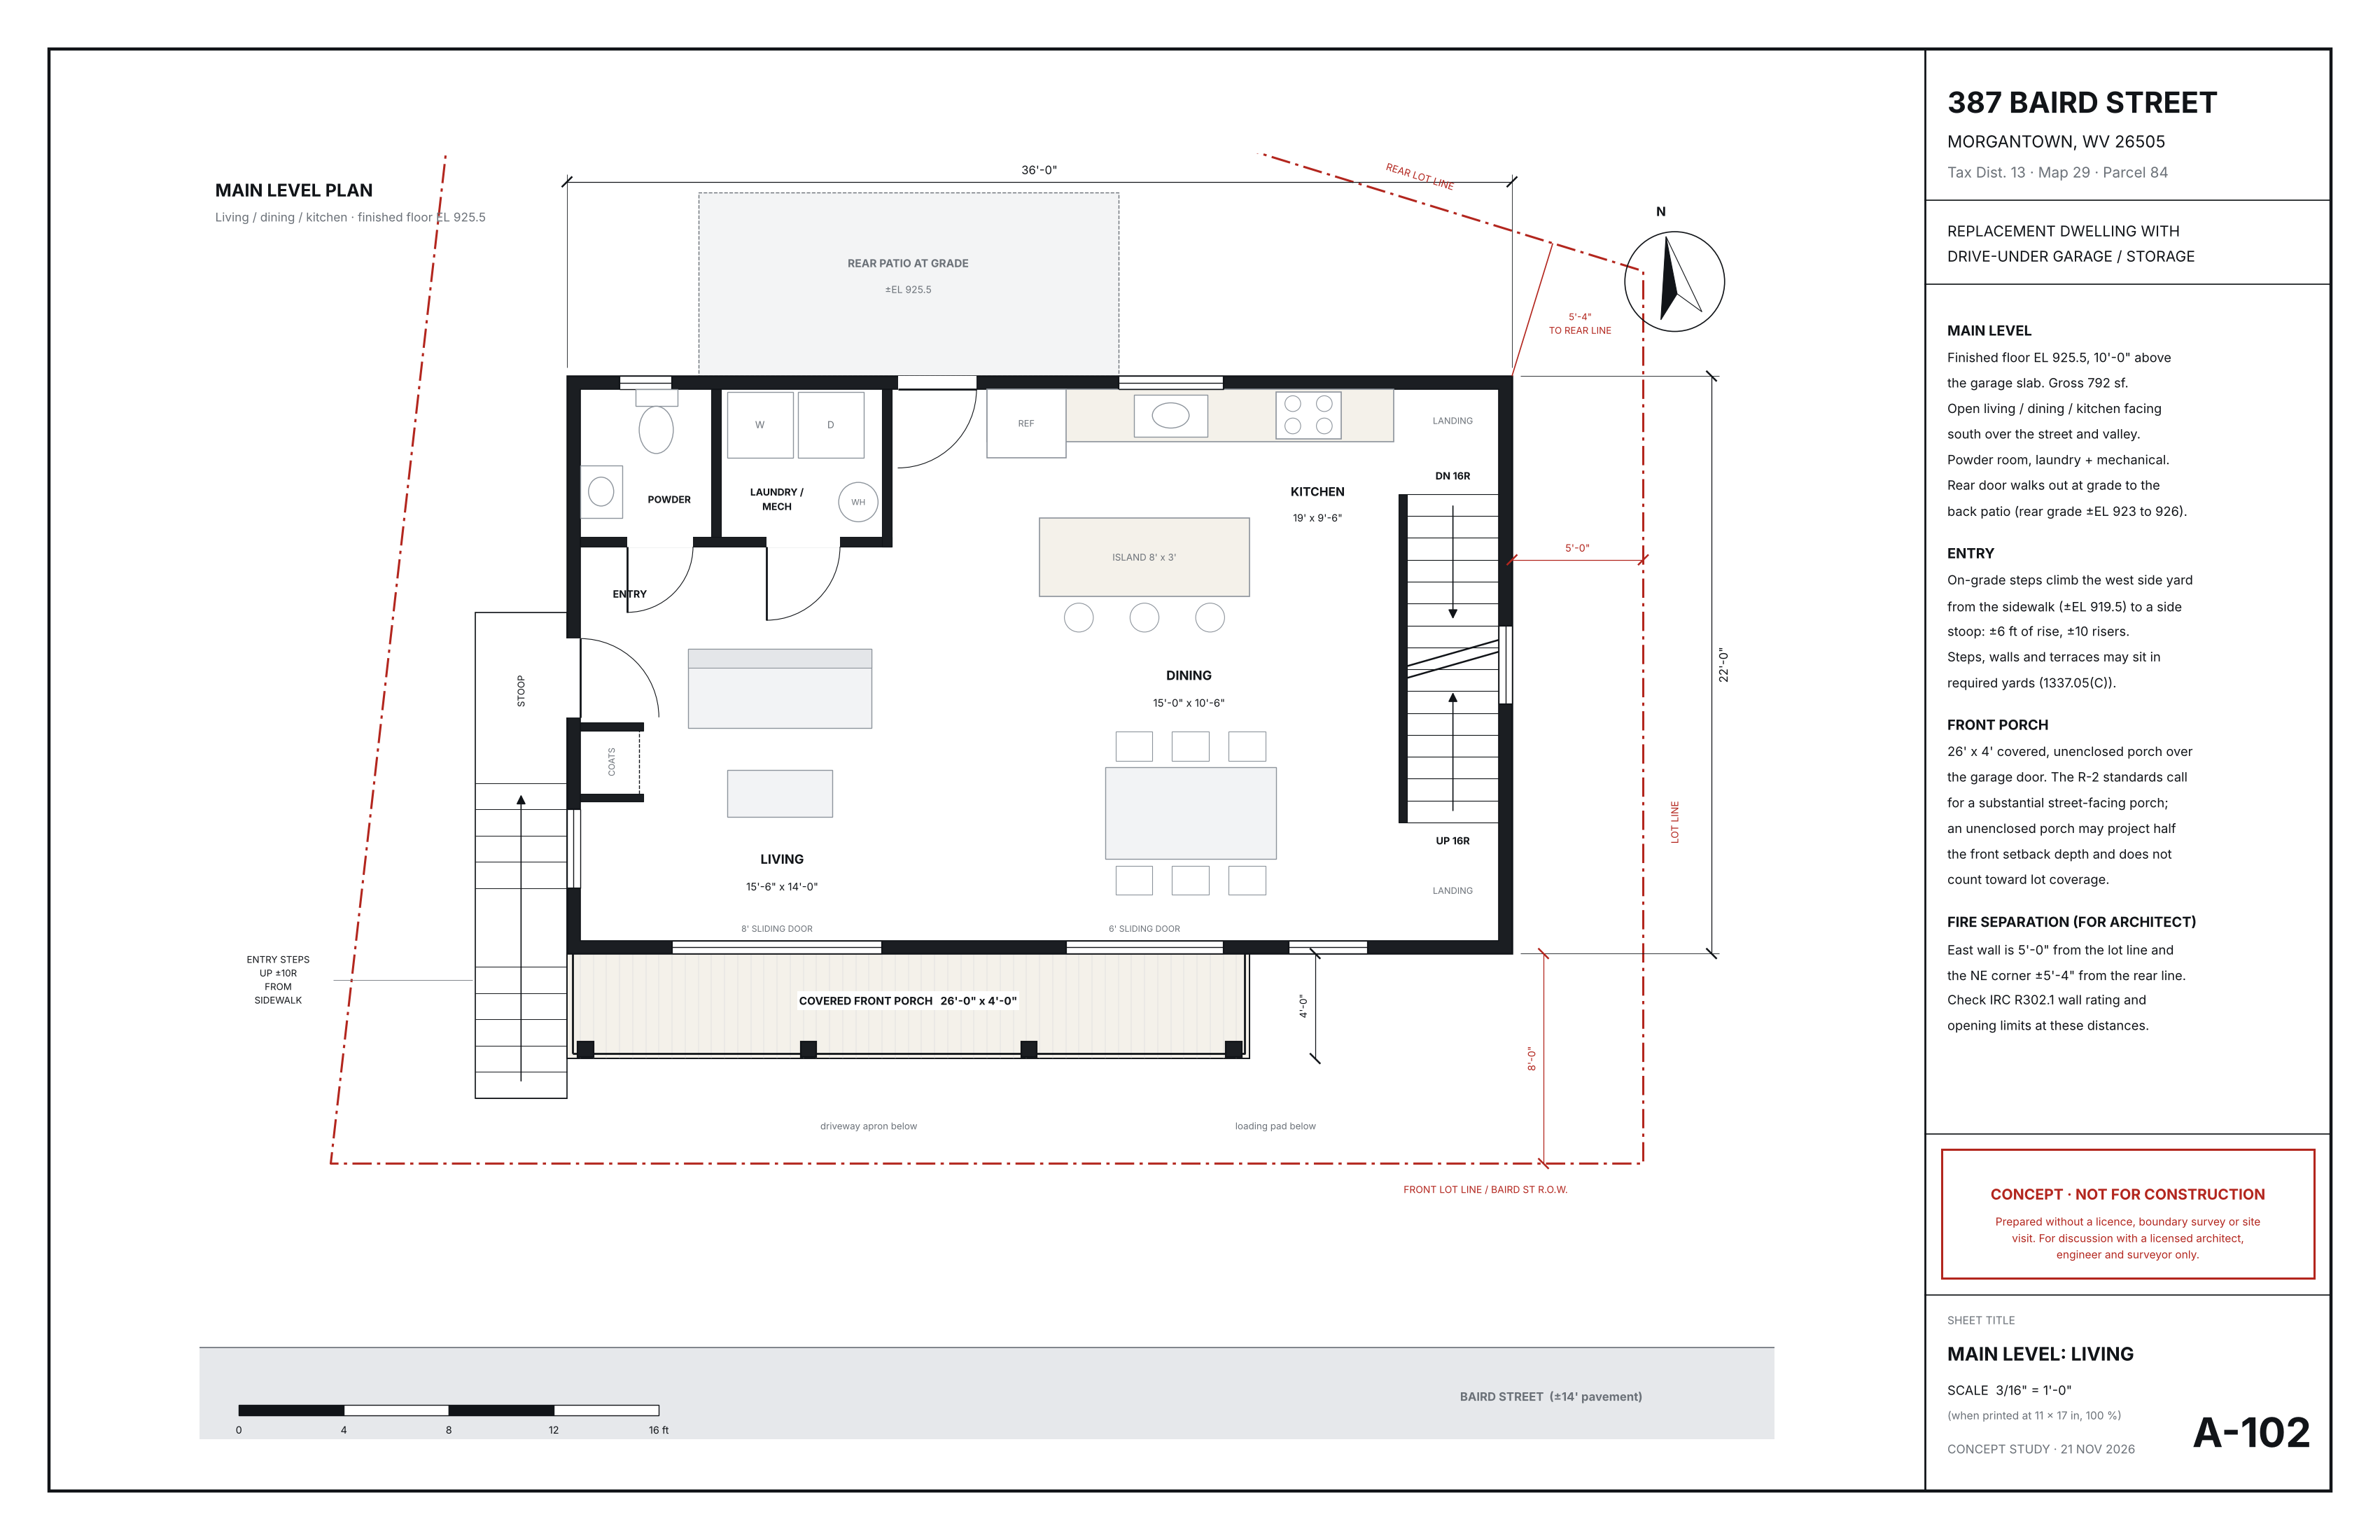 MAIN LEVEL PLAN
Living / dining / kitchen · finished floor EL 925.5
36'-0"
REAR LOT LINE
N
REAR PATIO AT GRADE
±EL 925.5
5'-4"
TO REAR LINE
W
D
REF
LANDING
DN 16R
POWDER
LAUNDRY /
MECH
WH
KITCHEN
19' x 9'-6"
ISLAND 8' x 3'
5'-0"
ENTRY
STOOP
DINING
15'-0" x 10'-6"
22'-0"
COATS
LOT LINE
UP 16R
LIVING
15'-6" x 14'-0"
LANDING
8' SLIDING DOOR
6' SLIDING DOOR
ENTRY STEPS
UP ±10R
FROM
SIDEWALK
COVERED FRONT PORCH 26'-0" x 4'-0"
4'-0"
8'-0"
driveway apron below
loading pad below
FRONT LOT LINE / BAIRD ST R.O.W.
BAIRD STREET (±14' pavement)
0
4
8
12
16 ft
387 BAIRD STREET
MORGANTOWN, WV 26505
Tax Dist. 13 · Map 29 · Parcel 84
REPLACEMENT DWELLING WITH
DRIVE-UNDER GARAGE / STORAGE
MAIN LEVEL
Finished floor EL 925.5, 10'-0" above
the garage slab. Gross 792 sf.
Open living / dining / kitchen facing
south over the street and valley.
Powder room, laundry + mechanical.
Rear door walks out at grade to the
back patio (rear grade ±EL 923 to 926).
ENTRY
On-grade steps climb the west side yard
from the sidewalk (±EL 919.5) to a side
stoop: ±6 ft of rise, ±10 risers.
Steps, walls and terraces may sit in
required yards (1337.05(C)).
FRONT PORCH
26' x 4' covered, unenclosed porch over
the garage door. The R-2 standards call
for a substantial street-facing porch;
an unenclosed porch may project half
the front setback depth and does not
count toward lot coverage.
FIRE SEPARATION (FOR ARCHITECT)
East wall is 5'-0" from the lot line and
the NE corner ±5'-4" from the rear line.
Check IRC R302.1 wall rating and
opening limits at these distances.
CONCEPT · NOT FOR CONSTRUCTION
Prepared without a licence, boundary survey or site
visit. For discussion with a licensed architect,
engineer and surveyor only.
SHEET TITLE
MAIN LEVEL: LIVING
SCALE 3/16" = 1'-0"
(when printed at 11 × 17 in, 100 %)
CONCEPT STUDY · 21 NOV 2026
A-102